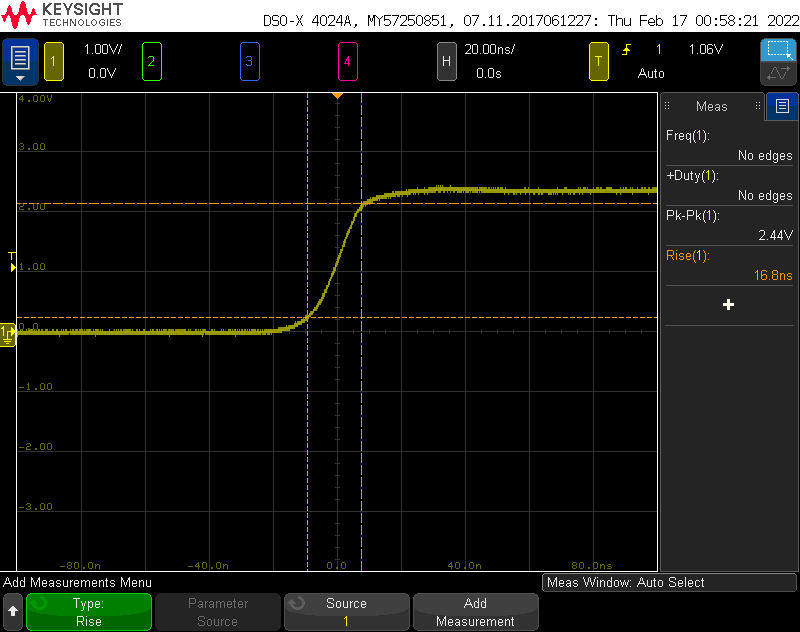 KEYSIGHT
TECHNOLOGIES
DSO-X 4024A, MY57250851, 07.11.2017061227: Thu Feb 17 00:58:21 2022
1 1.00V/ 2 3 4 H 20.00ns/ T 1 1.06V
0.0V 0.0s Auto
4.00V
3.00
2.00
T
1.00
1
0.0
-1.00
-2.00
-3.00
-80.0n -40.0n 0.0 40.0n 80.0ns
Meas
Freq(1):
No edges
+Duty(1):
No edges
Pk-Pk(1):
2.44V
Rise(1):
16.8ns
+
Add Measurements Menu
Meas Window: Auto Select
Type:
Rise
Parameter
Source
Source
1
Add
Measurement